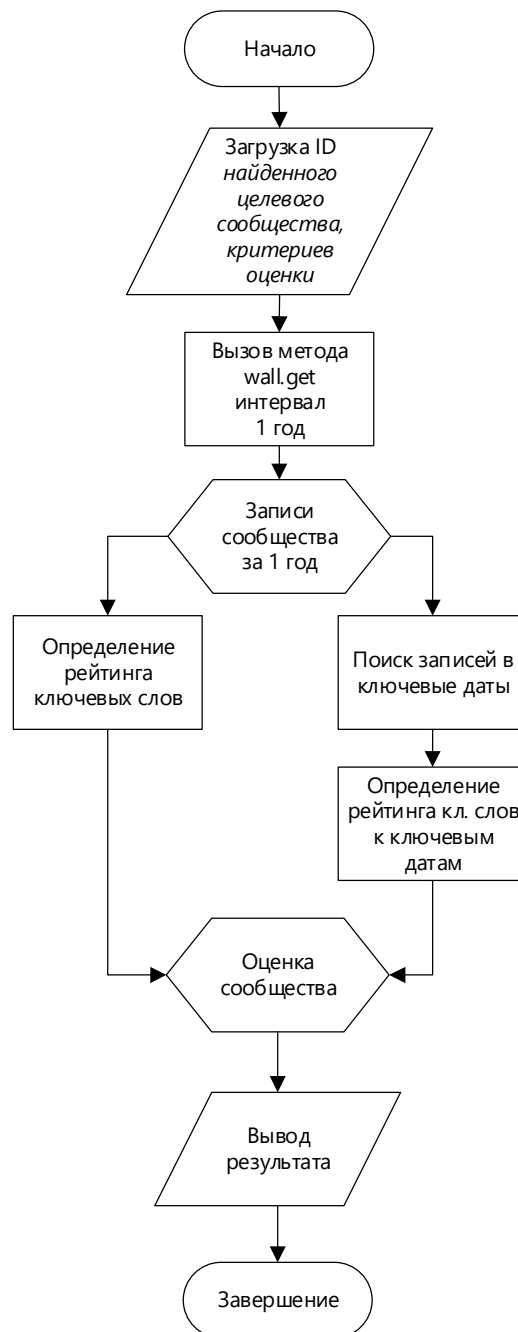 Начало
Загрузка ID
найденного
целевого
сообщества,
критериев
оценки
Вызов метода
wall.get
интервал
1 год
Записи
сообщества
за 1 год
Определение
рейтинга
ключевых слов
Поиск записей в
ключевые даты
Определение
рейтинга кл. слов
к ключевым
датам
Оценка
сообщества
Вывод
результата
Завершение